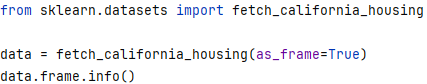 from sklearn.datasets import fetch_california_housing
data = fetch_california_housing(as_frame=True)
data.frame.info()